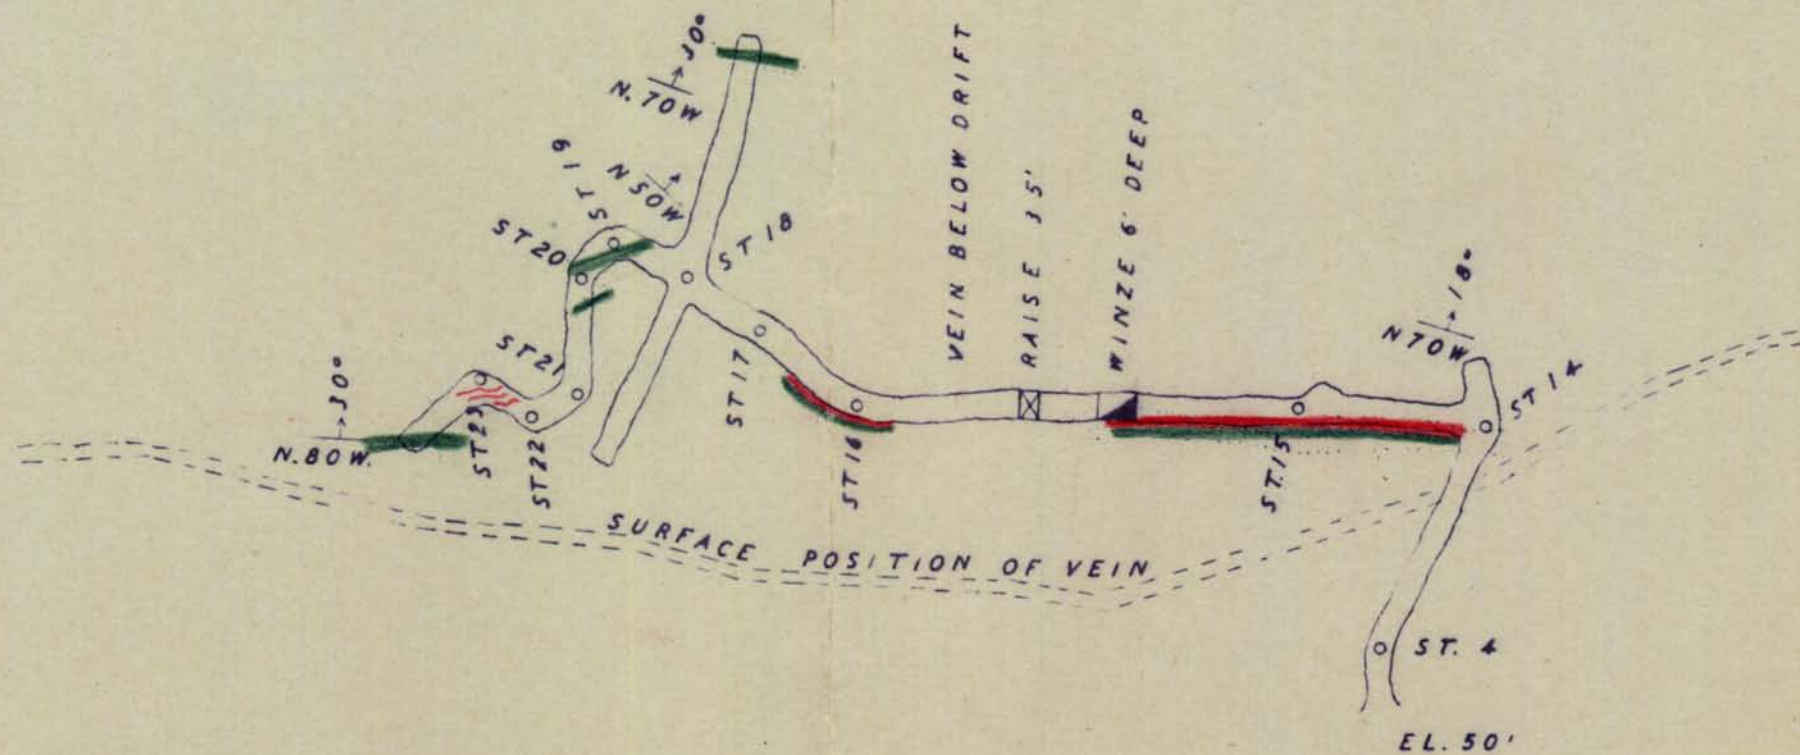 30°
N. 70 W
ST 19
N 50 W
ST 20
ST 18
VEIN BELOW DRIFT
RAISE 35'
WINZE 6' DEEP
18°
N 70 W
ST 14
ST 21
ST 17
30°
N. 80 W.
ST 23
ST 22
ST 16
ST. 15
SURFACE POSITION OF VEIN
ST. 4
EL. 50'